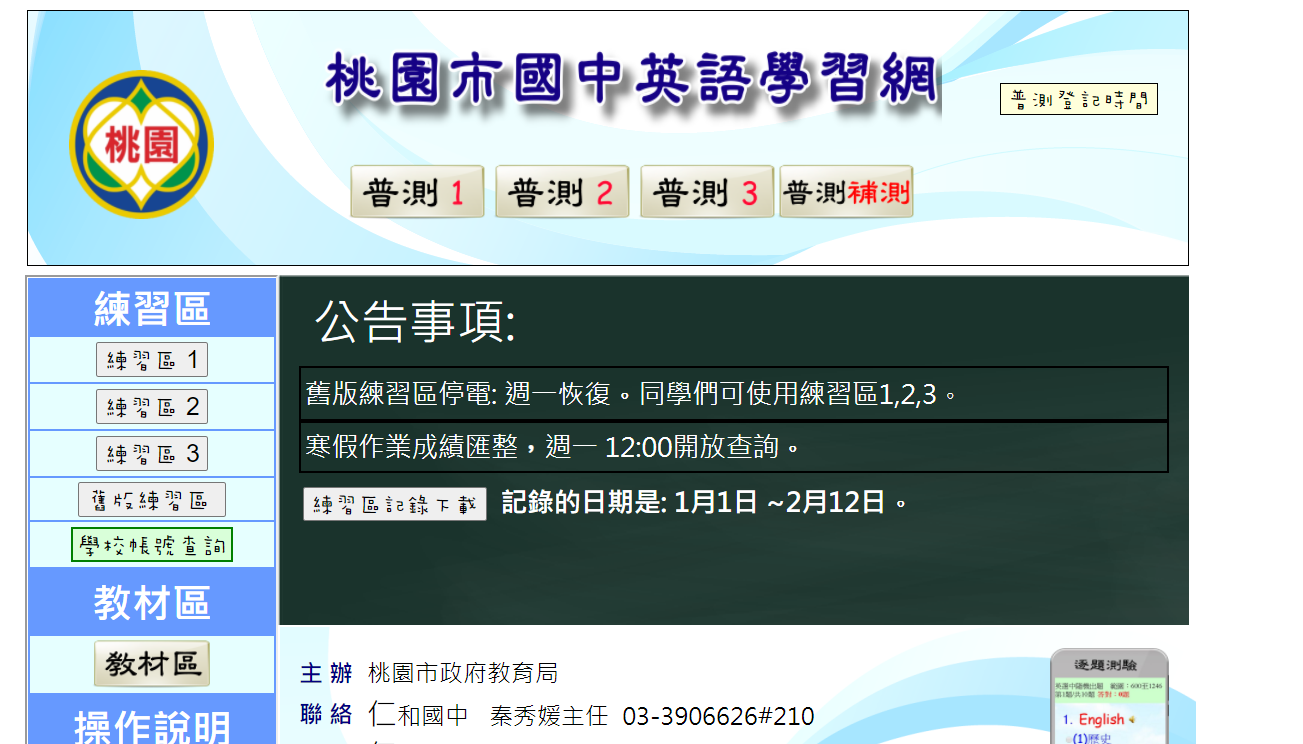 桃園市國中英語學習網
桃園
普測登記時間
普測 1 普測 2 普測 3 普測補測
練習區
練習區 1
練習區 2
練習區 3
舊版練習區
學校帳號查詢
教材區
教材區
操作說明
公告事項:
舊版練習區停電: 週一恢復。同學們可使用練習區1,2,3。
寒假作業成績匯整，週一 12:00開放查詢。
練習區記錄下載 記錄的日期是: 1月1日 ~2月12日。
主 辦 桃園市政府教育局
聯 絡 仁和國中 秦秀媛主任 03-3906626#210
逐題測驗
1. English
(1)歷史